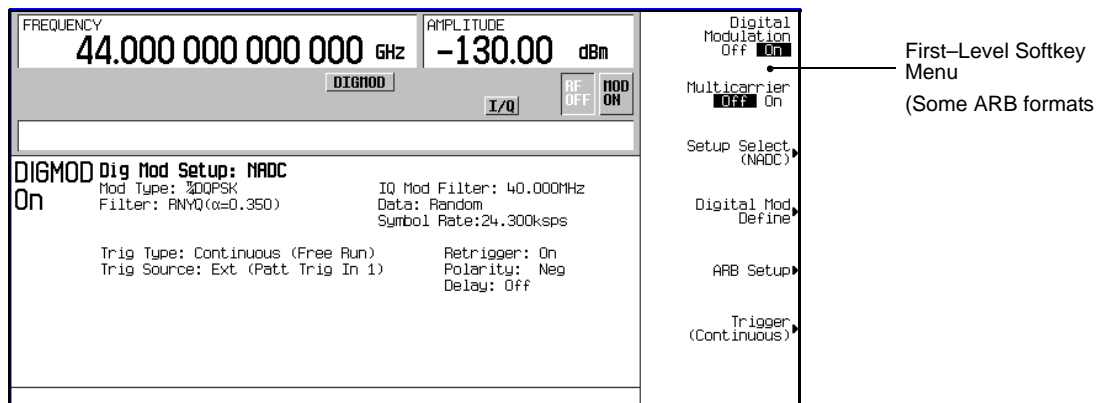 FREQUENCY
44.000 000 000 000 GHz
AMPLITUDE
-130.00 dBm
DIGMOD
I/Q
RF OFF
MOD ON
DIGMOD On
Dig Mod Setup: NADC
Mod Type: π/4DQPSK
Filter: RNYQ(α=0.350)
IQ Mod Filter: 40.000MHz
Data: Random
Symbol Rate:24.300ksps
Trig Type: Continuous (Free Run)
Trig Source: Ext (Patt Trig In 1)
Retrigger: On
Polarity: Neg
Delay: Off
Digital
Modulation
Off On
Multicarrier
Off On
Setup Select
(NADC)
Digital Mod
Define
ARB Setup
Trigger
(Continuous)
First–Level Softkey
Menu
(Some ARB formats